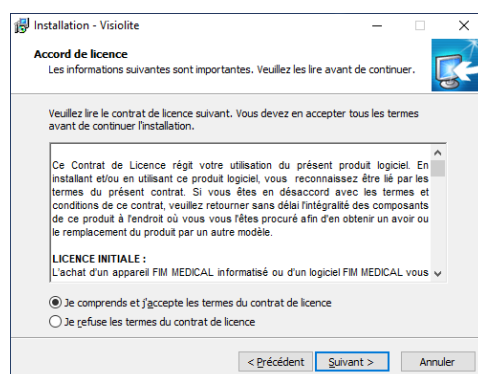 Installation - Visiolite
Accord de licence
Les informations suivantes sont importantes. Veuillez les lire avant de continuer.
Veuillez lire le contrat de licence suivant. Vous devez en accepter tous les termes
avant de continuer l'installation.
Ce Contrat de Licence régit votre utilisation du présent produit logiciel. En
installant et/ou en utilisant ce produit logiciel, vous reconnaissez être lié par les
termes du présent contrat. Si vous êtes en désaccord avec les termes et
conditions de ce contrat, veuillez retourner sans délai l'intégralité des composants
de ce produit à l'endroit où vous vous l'êtes procuré afin d'en obtenir un avoir ou
le remplacement du produit par un autre modèle.
LICENCE INITIALE :
L'achat d'un appareil FIM MEDICAL informatisé ou d'un logiciel FIM MEDICAL vous
Je comprends et j'accepte les termes du contrat de licence
Je refuse les termes du contrat de licence
< Précédent
Suivant >
Annuler